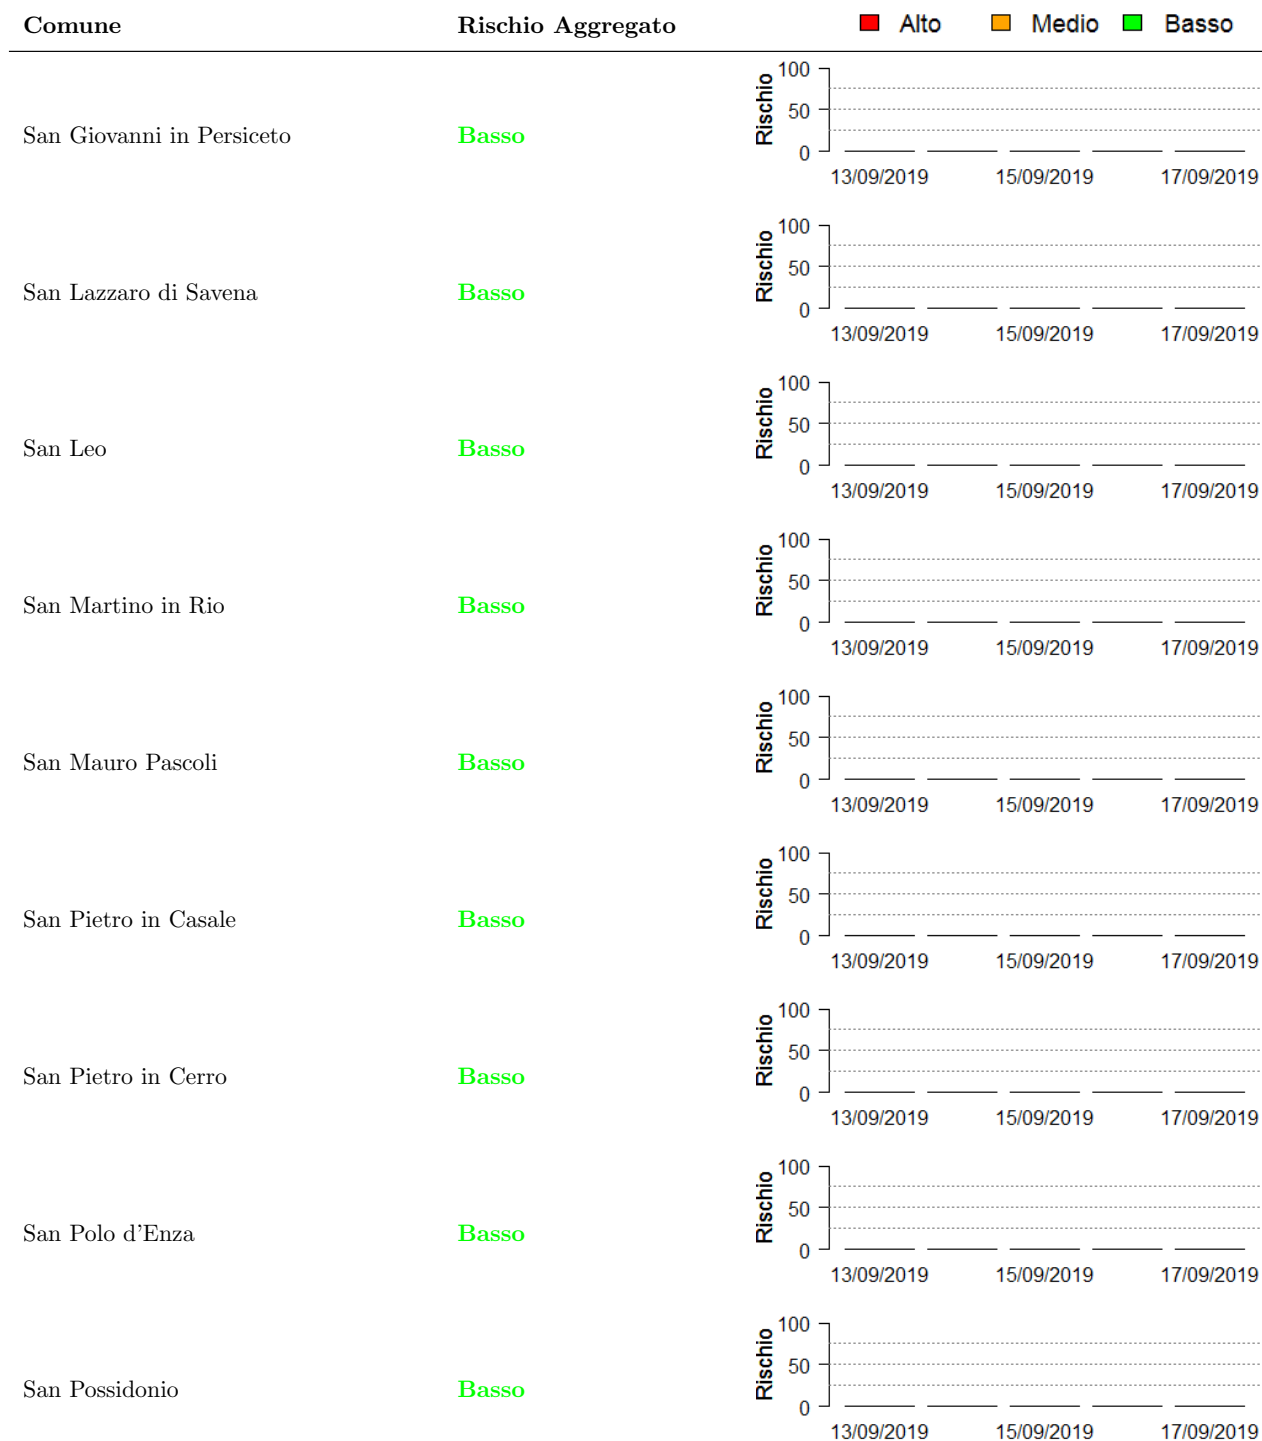 Comune Rischio Aggregato Alto Medio Basso
100
50
0
Rischio
San Giovanni in Persiceto Basso
13/09/2019 15/09/2019 17/09/2019
100
50
0
Rischio
San Lazzaro di Savena Basso
13/09/2019 15/09/2019 17/09/2019
100
50
0
Rischio
San Leo Basso
13/09/2019 15/09/2019 17/09/2019
100
50
0
Rischio
San Martino in Rio Basso
13/09/2019 15/09/2019 17/09/2019
100
50
0
Rischio
San Mauro Pascoli Basso
13/09/2019 15/09/2019 17/09/2019
100
50
0
Rischio
San Pietro in Casale Basso
13/09/2019 15/09/2019 17/09/2019
100
50
0
Rischio
San Pietro in Cerro Basso
13/09/2019 15/09/2019 17/09/2019
100
50
0
Rischio
San Polo d'Enza Basso
13/09/2019 15/09/2019 17/09/2019
100
50
0
Rischio
San Possidonio Basso
13/09/2019 15/09/2019 17/09/2019